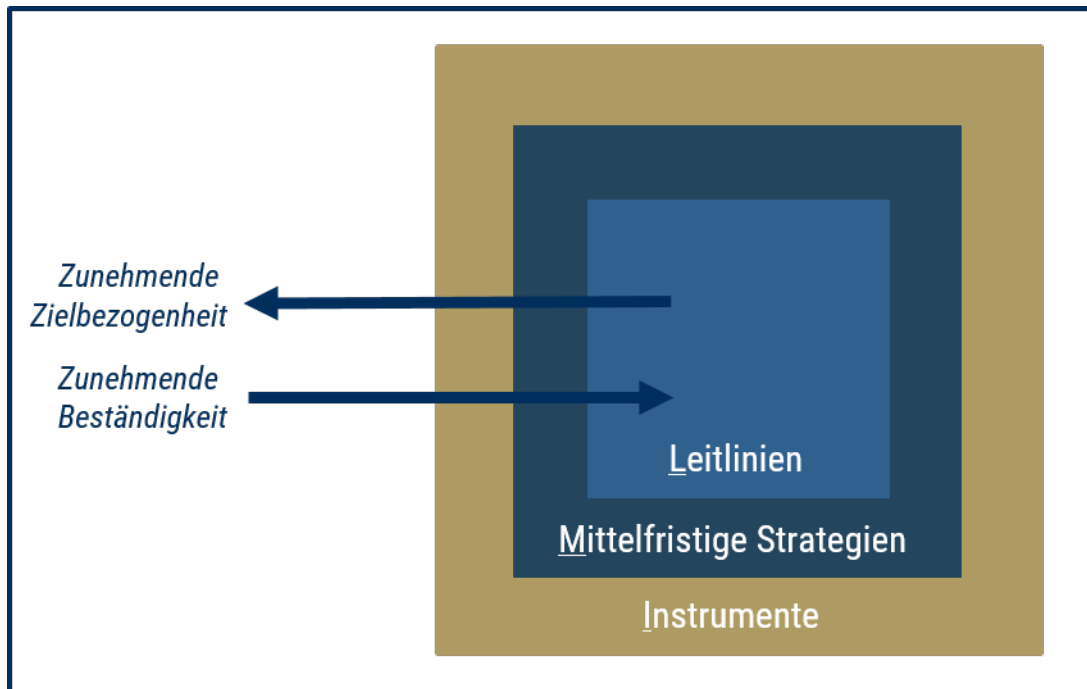 Zunehmende
Zielbezogenheit
Zunehmende
Beständigkeit
Leitlinien
Mittelfristige Strategien
Instrumente